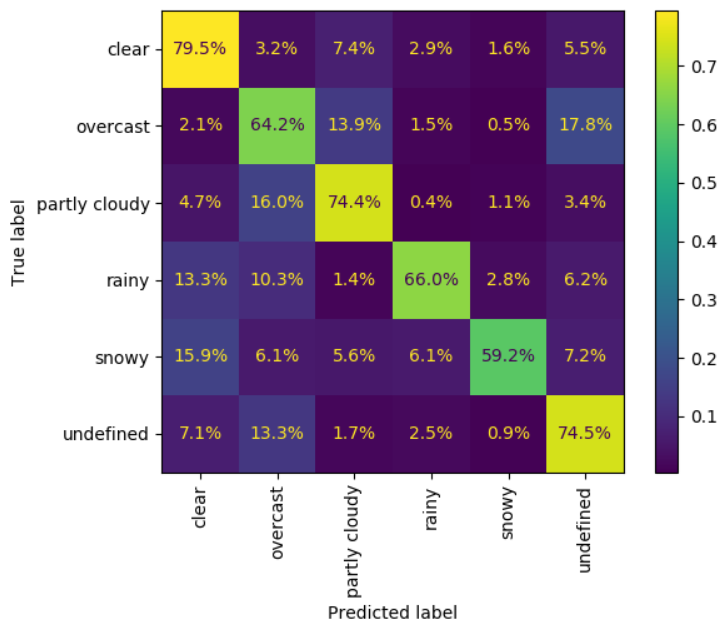 clear 79.5% 3.2% 7.4% 2.9% 1.6% 5.5%
overcast 2.1% 64.2% 13.9% 1.5% 0.5% 17.8%
partly cloudy 4.7% 16.0% 74.4% 0.4% 1.1% 3.4%
rainy 13.3% 10.3% 1.4% 66.0% 2.8% 6.2%
snowy 15.9% 6.1% 5.6% 6.1% 59.2% 7.2%
undefined 7.1% 13.3% 1.7% 2.5% 0.9% 74.5%
True label
clear overcast partly cloudy rainy snowy undefined
Predicted label
0.7
0.6
0.5
0.4
0.3
0.2
0.1